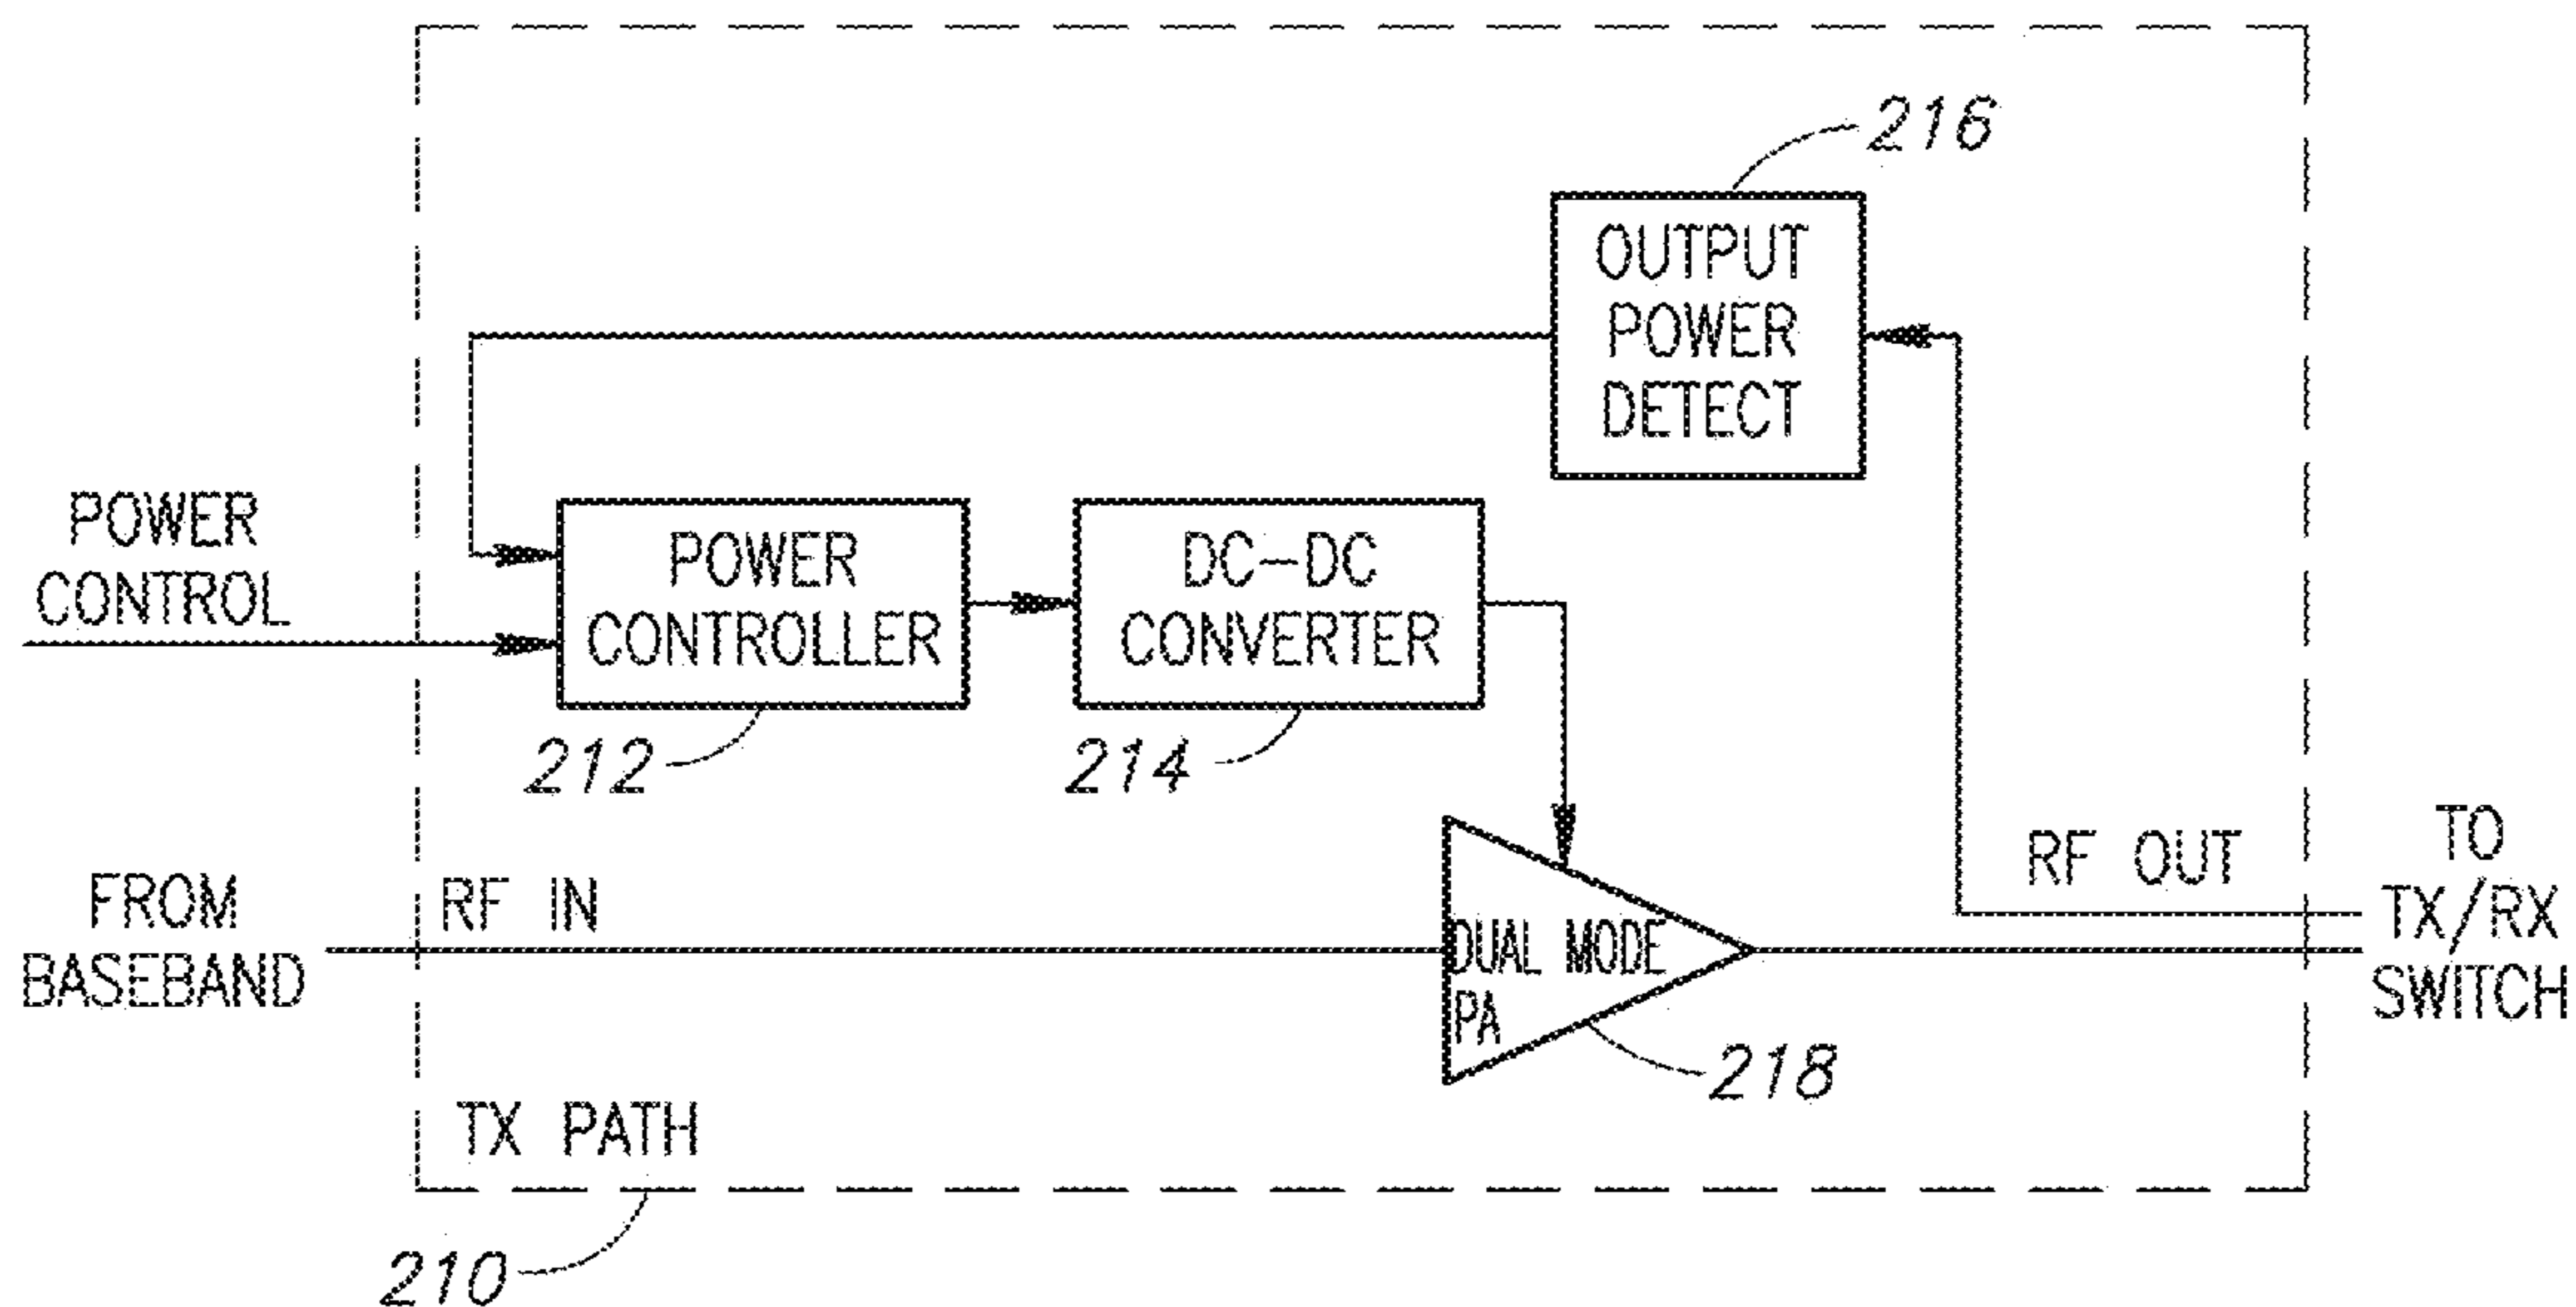 216
OUTPUT
POWER
DETECT
POWER
CONTROL
POWER
CONTROLLER
DC-DC
CONVERTER
212
214
FROM
BASEBAND
RF IN
DUAL MODE
PA
218
RF OUT
TO
TX/RX
SWITCH
TX PATH
210